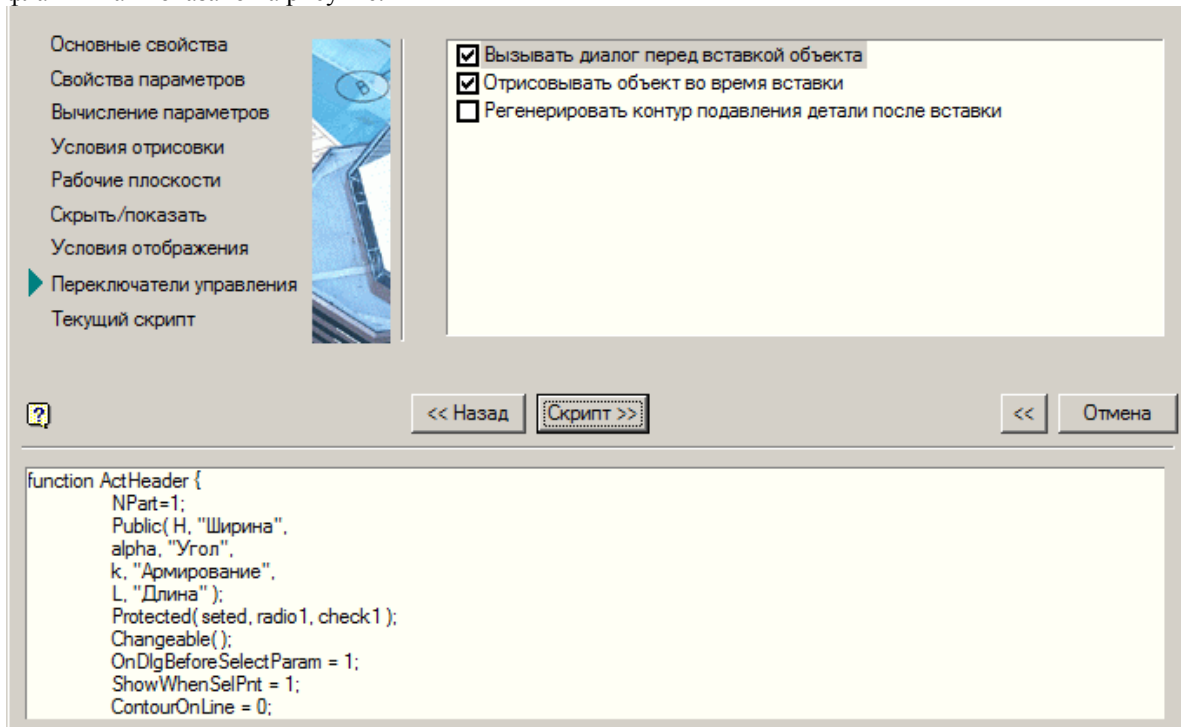 Основные свойства
Свойства параметров
Вычисление параметров
Условия отрисовки
Рабочие плоскости
Скрыть/показать
Условия отображения
Переключатели управления
Текущий скрипт
B
Вызывать диалог перед вставкой объекта
Отрисовывать объект во время вставки
Регенерировать контур подавления детали после вставки
?
<< Назад
Скрипт >>
<<
Отмена
function ActHeader {
NPart=1;
Public( H, "Ширина",
alpha, "Угол",
k, "Армирование",
L, "Длина" );
Protected( seted, radio1, check1 );
Changeable( );
OnDlgBeforeSelectParam = 1;
ShowWhenSelPnt = 1;
ContourOnLine = 0;